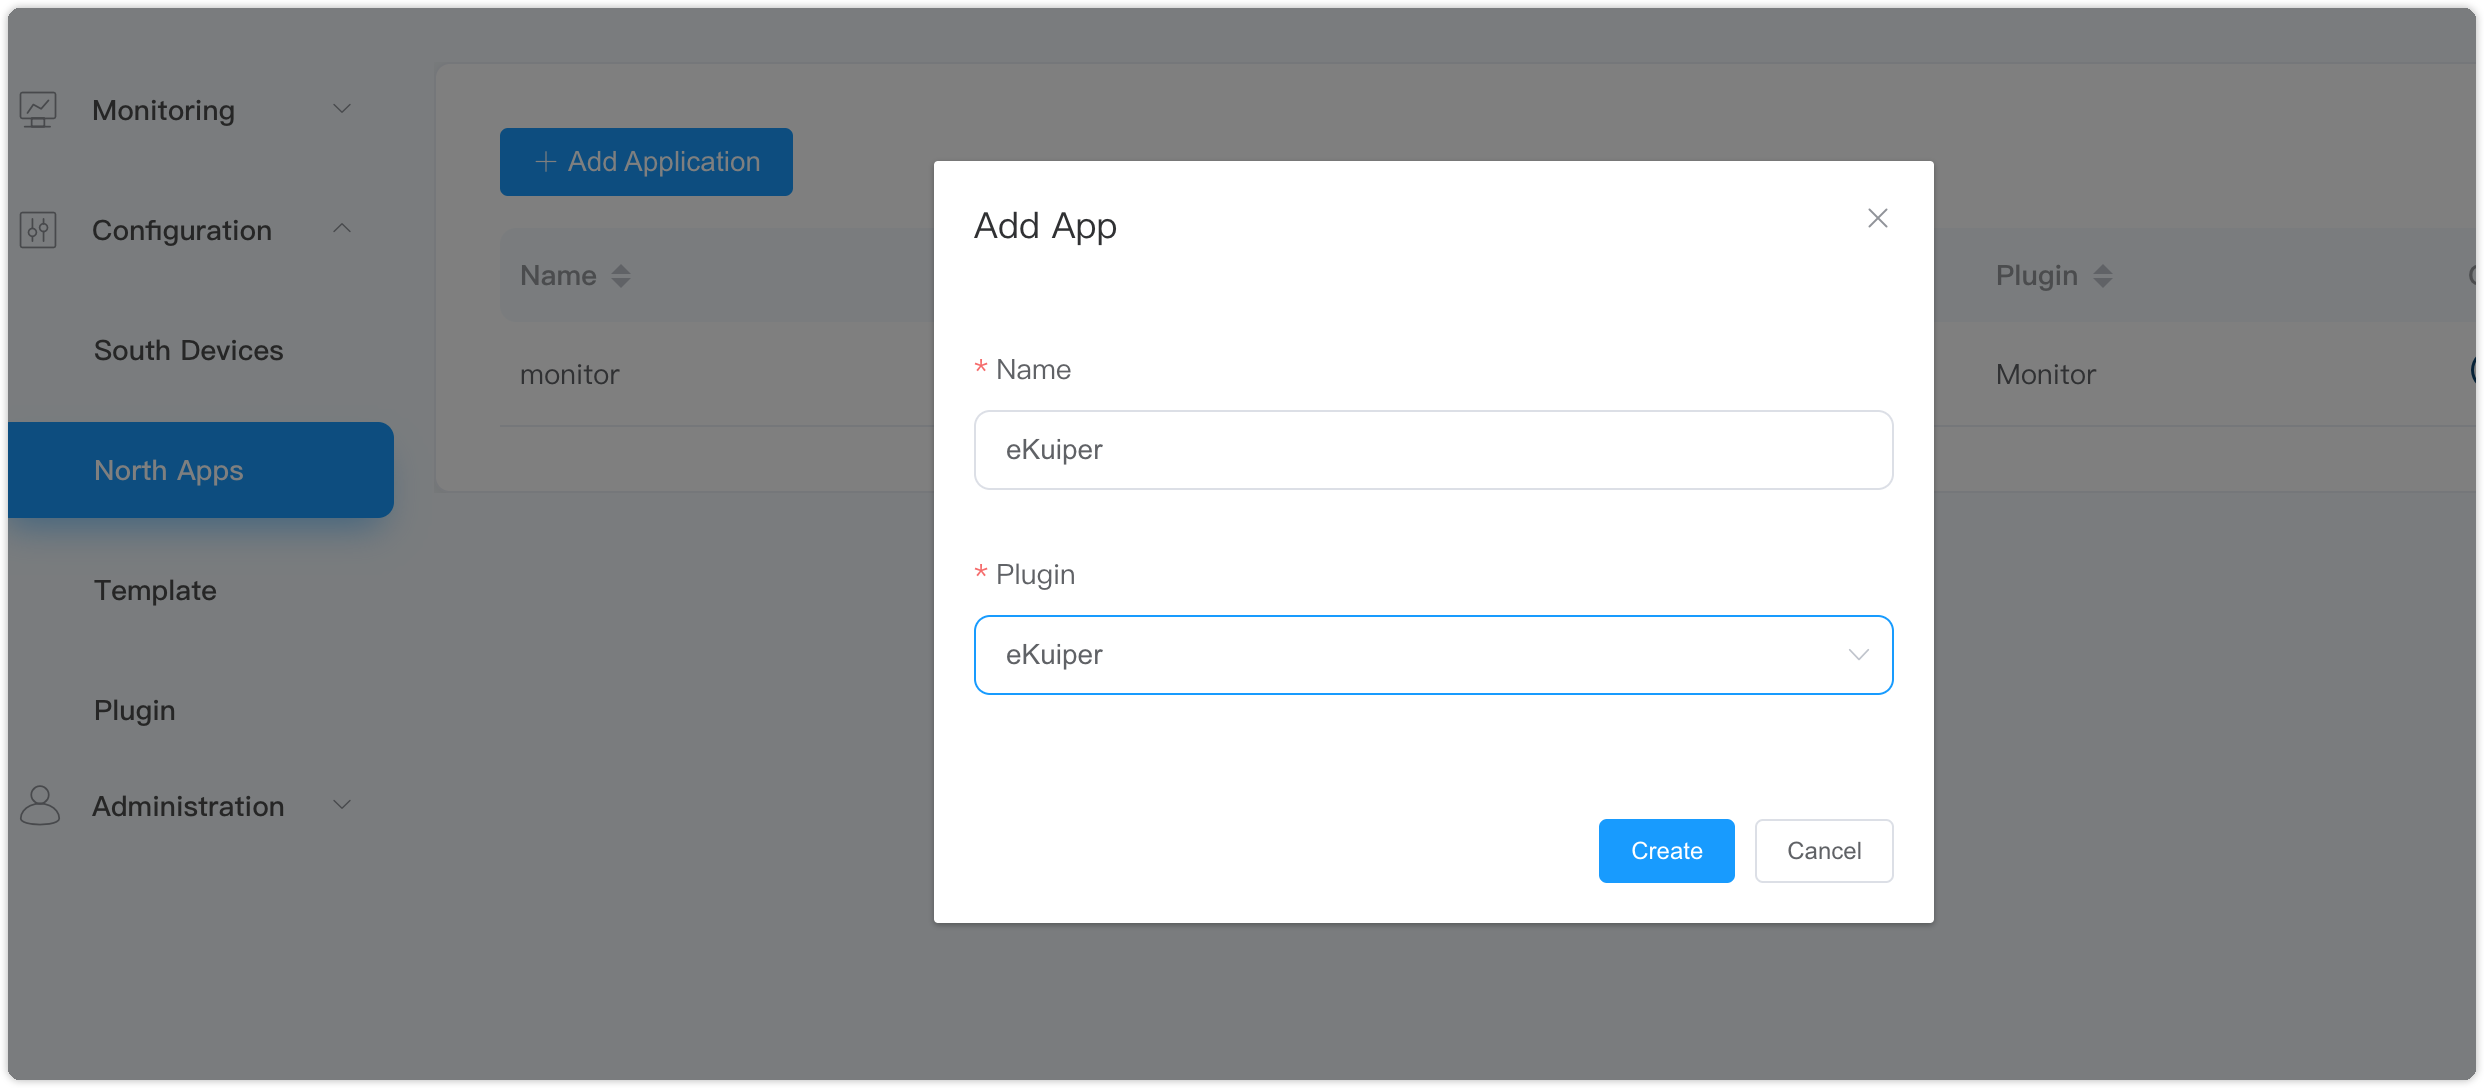 Monitoring
Configuration
South Devices
North Apps
Template
Plugin
Administration
+ Add Application
Name
Plugin
monitor
Monitor
Add App
* Name
eKuiper
* Plugin
eKuiper
Create
Cancel